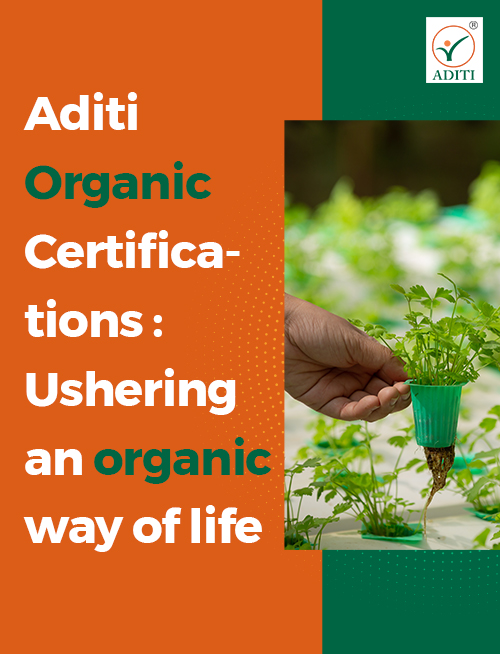 ®
ADITI
Aditi
Organic
Certifica-
tions :
Ushering
an organic
way of life